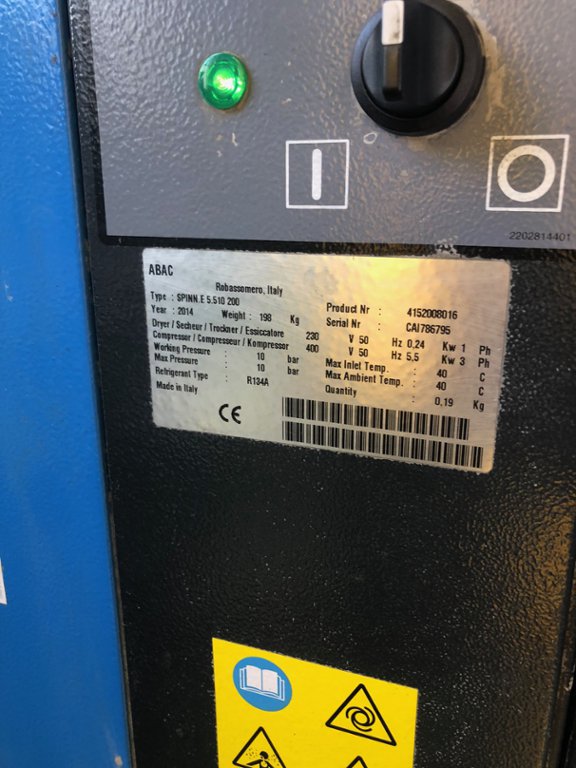 2202814401
ABAC
Robassomero, Italy
Type : SPINN.E 5.510 200
Product Nr : 4152008016
Year : 2014 Weight : 198 Kg
Serial Nr : CAI786795
Dryer / Secheur / Trockner / Essiccatore 230 V 50 Hz 0,24 Kw 1 Ph
Compressor / Compresseur / Kompressor 400 V 50 Hz 5,5 Kw 3 Ph
Working Pressure : 10 bar
Max Inlet Temp. : 40 C
Max Pressure : 10 bar
Max Ambient Temp. : 40 C
Refrigerant Type : R134A
Quantity : 0,19 Kg
Made in Italy
CE